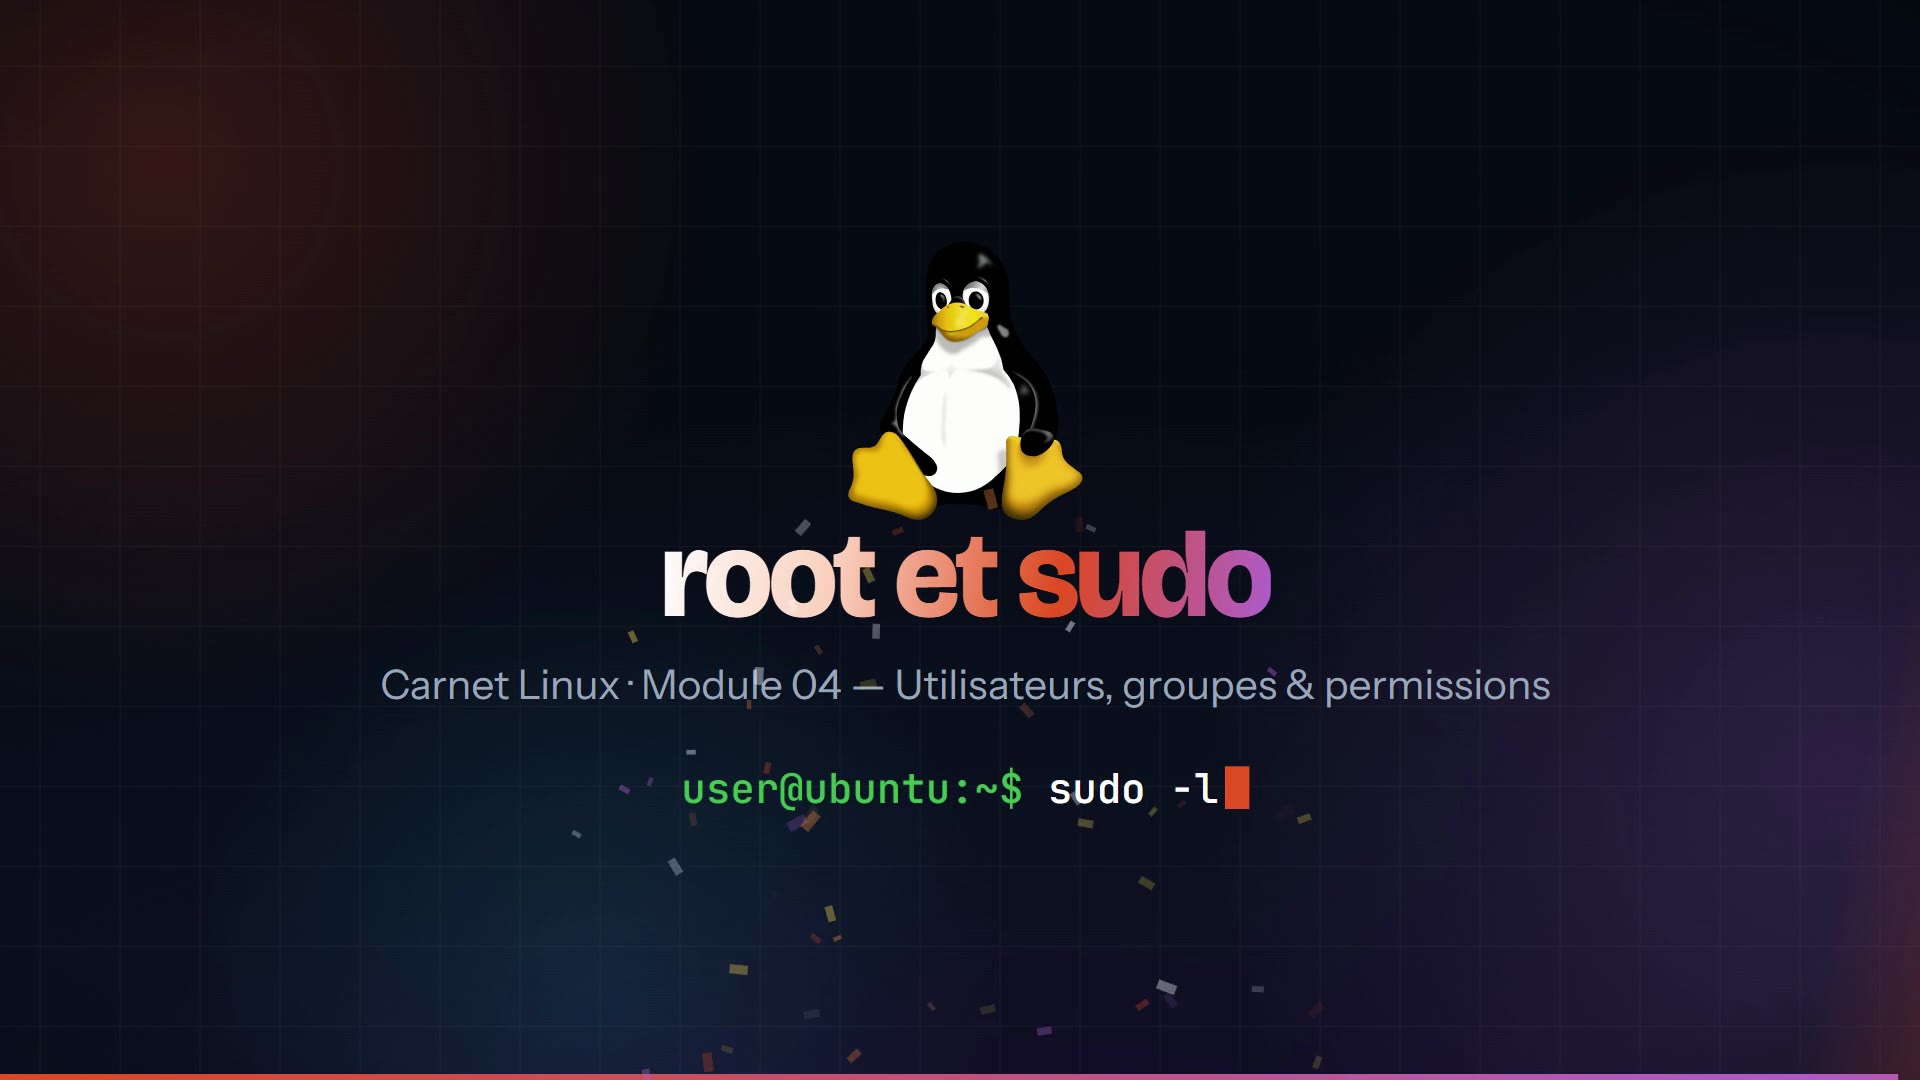 root et sudo
Carnet Linux · Module 04 — Utilisateurs, groupes & permissions
user@ubuntu:~$ sudo -l